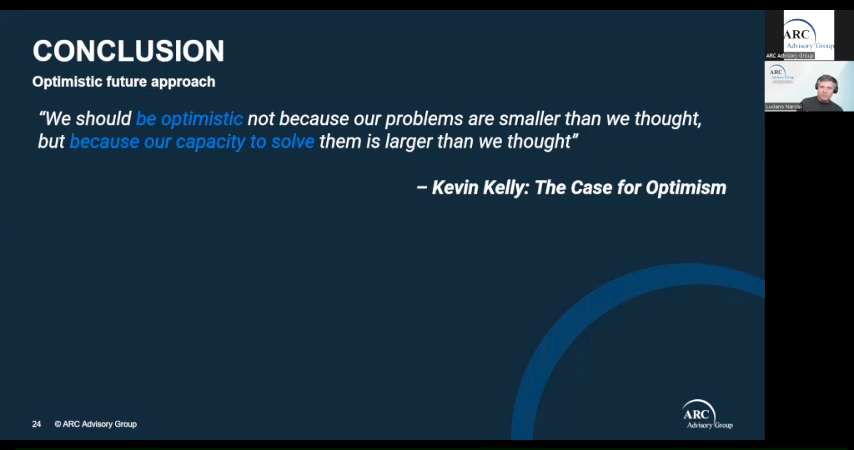 CONCLUSION
Optimistic future approach
“We should be optimistic not because our problems are smaller than we thought,
but because our capacity to solve them is larger than we thought”
– Kevin Kelly: The Case for Optimism
24 © ARC Advisory Group
ARC
Advisory Group
ARC
Advisory Group
ARC Advisory Group
ARC